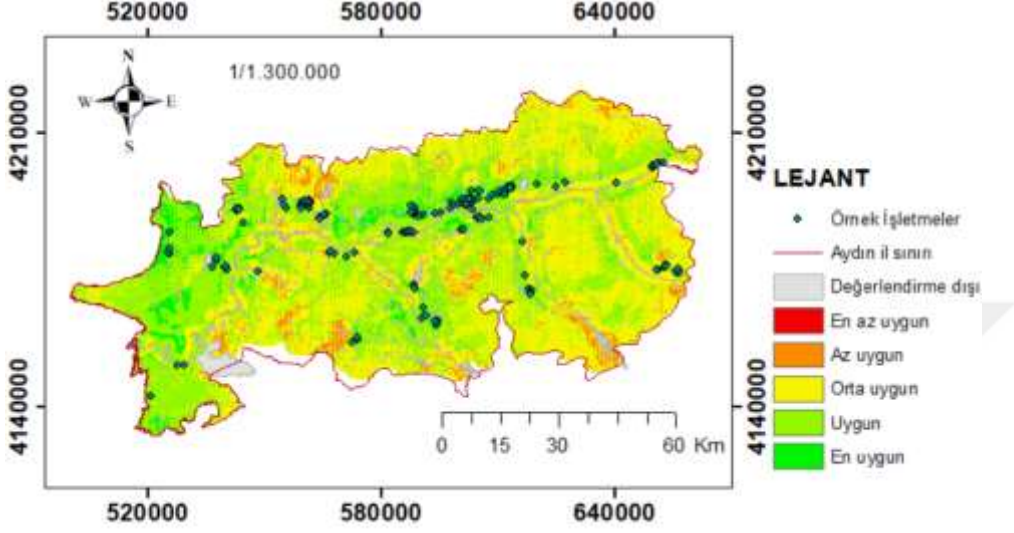 520000 580000 640000
N
W E
S
1/1.300.000
4210000
4210000
4140000
4140000
0 15 30 60 Km
520000 580000 640000
LEJANT
Örnek İşletmeler
Aydın il sınırı
Değerlendirme dışı
En az uygun
Az uygun
Orta uygun
Uygun
En uygun